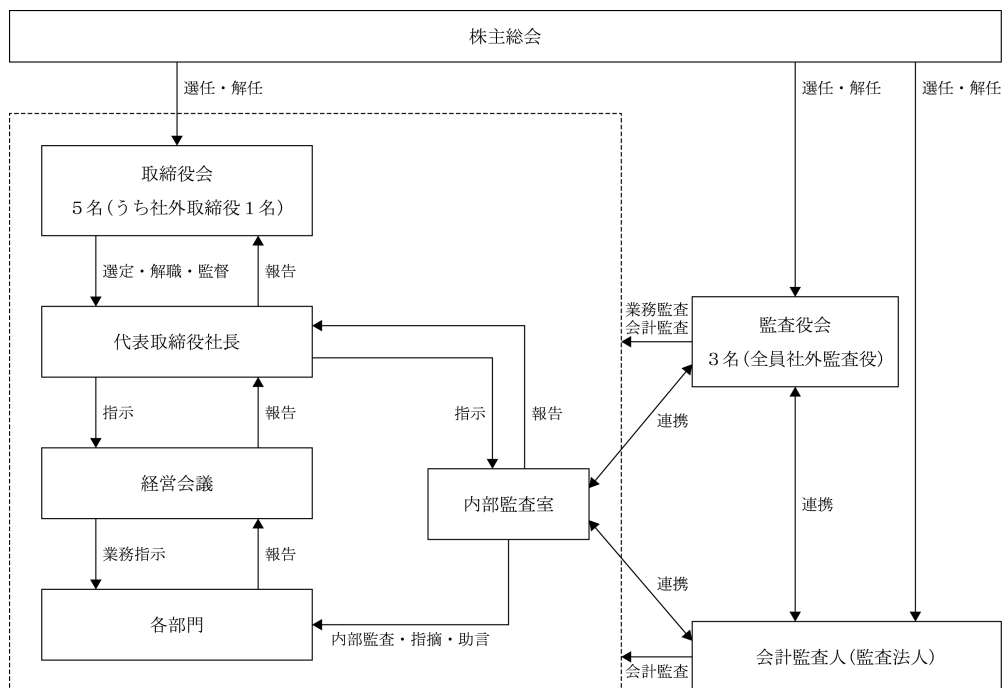 株主総会
選任・解任
選任・解任
選任・解任
取締役会
5名(うち社外取締役1名)
選定・解職・監督
報告
代表取締役社長
業務監査
会計監査
監査役会
3名(全員社外監査役)
指示
報告
指示
報告
連携
経営会議
内部監査室
連携
業務指示
報告
連携
各部門
内部監査・指摘・助言
会計監査
会計監査人(監査法人)